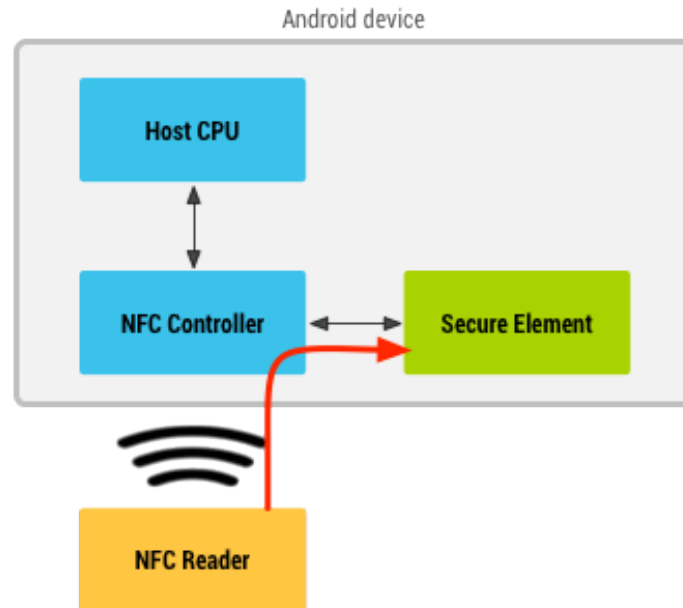 Android device
Host CPU
NFC Controller
Secure Element
NFC Reader